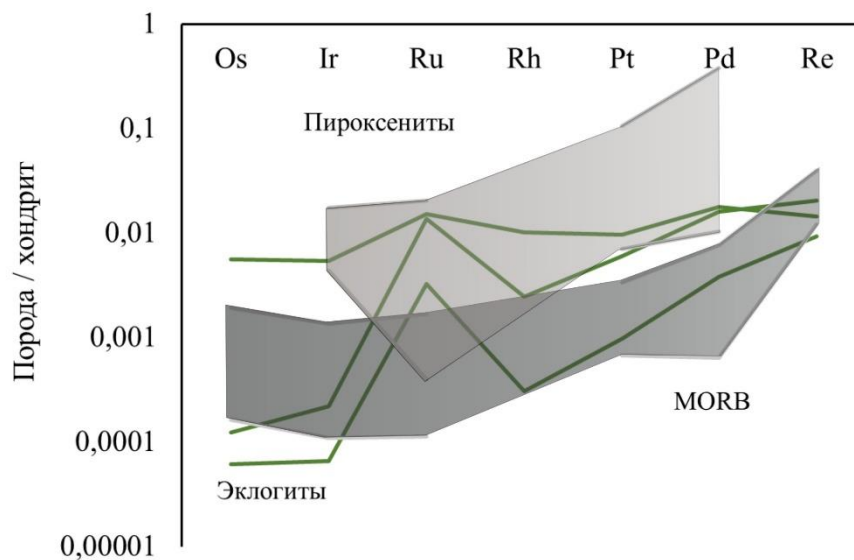 1
Os Ir Ru Rh Pt Pd Re
Пироксениты
0,1
0,01
0,001
0,0001
0,00001
MORB
Эклогиты
Порода / хондрит